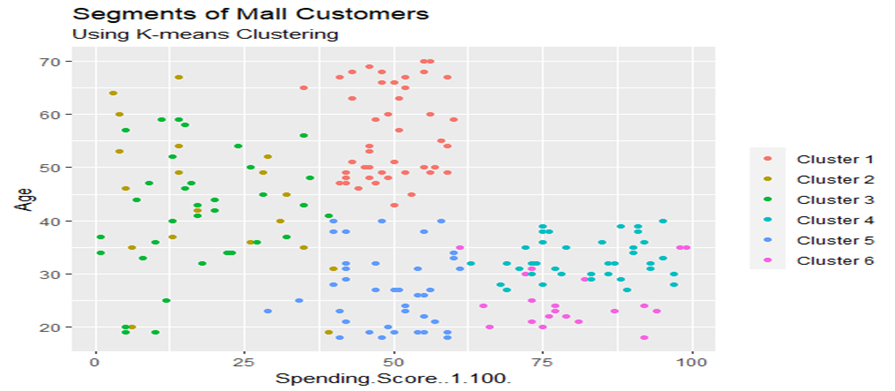 Segments of Mall Customers
Using K-means Clustering
70
60
50
40
30
20
Age
0 25 50 75 100
Spending.Score..1.100.
Cluster 1
Cluster 2
Cluster 3
Cluster 4
Cluster 5
Cluster 6